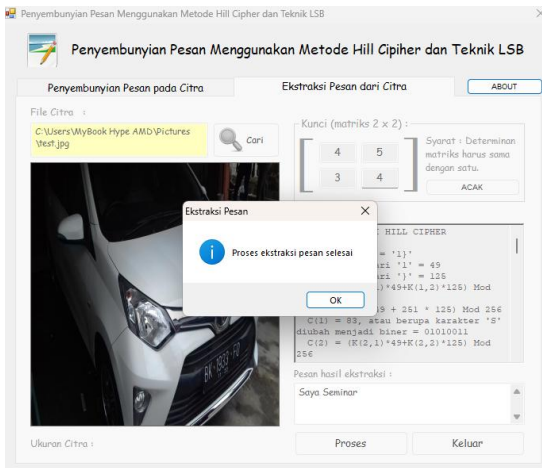 Penyembunyian Pesan Menggunakan Metode Hill Cipher dan Teknik LSB
Penyembunyian Pesan Menggunakan Metode Hill Cipiher dan Teknik LSB
Penyembunyian Pesan pada Citra
Ekstraksi Pesan dari Citra
ABOUT
File Citra :
C:\Users\MyBook Hype AMD\Pictures
\test.jpg
Cari
Kunci (matriks 2 x 2) :
4 5
3 4
Syarat : Determinan
matriks harus sama
dengan satu.
ACAK
Ekstraksi Pesan
Proses ekstraksi pesan selesai
OK
HILL CIPHER
= '1}'
'1' = 49
'}' = 125
)*49+K(1,2)*125) Mod
+ 251 * 125) Mod 256
C(1) = 83, atau berupa karakter 'S'
diubah menjadi biner = 01010011
C(2) = (K(2,1)*49+K(2,2)*125) Mod
256
Pesan hasil ekstraksi :
Saya Seminar
BK 1933 FO
Ukuran Citra :
Proses
Keluar